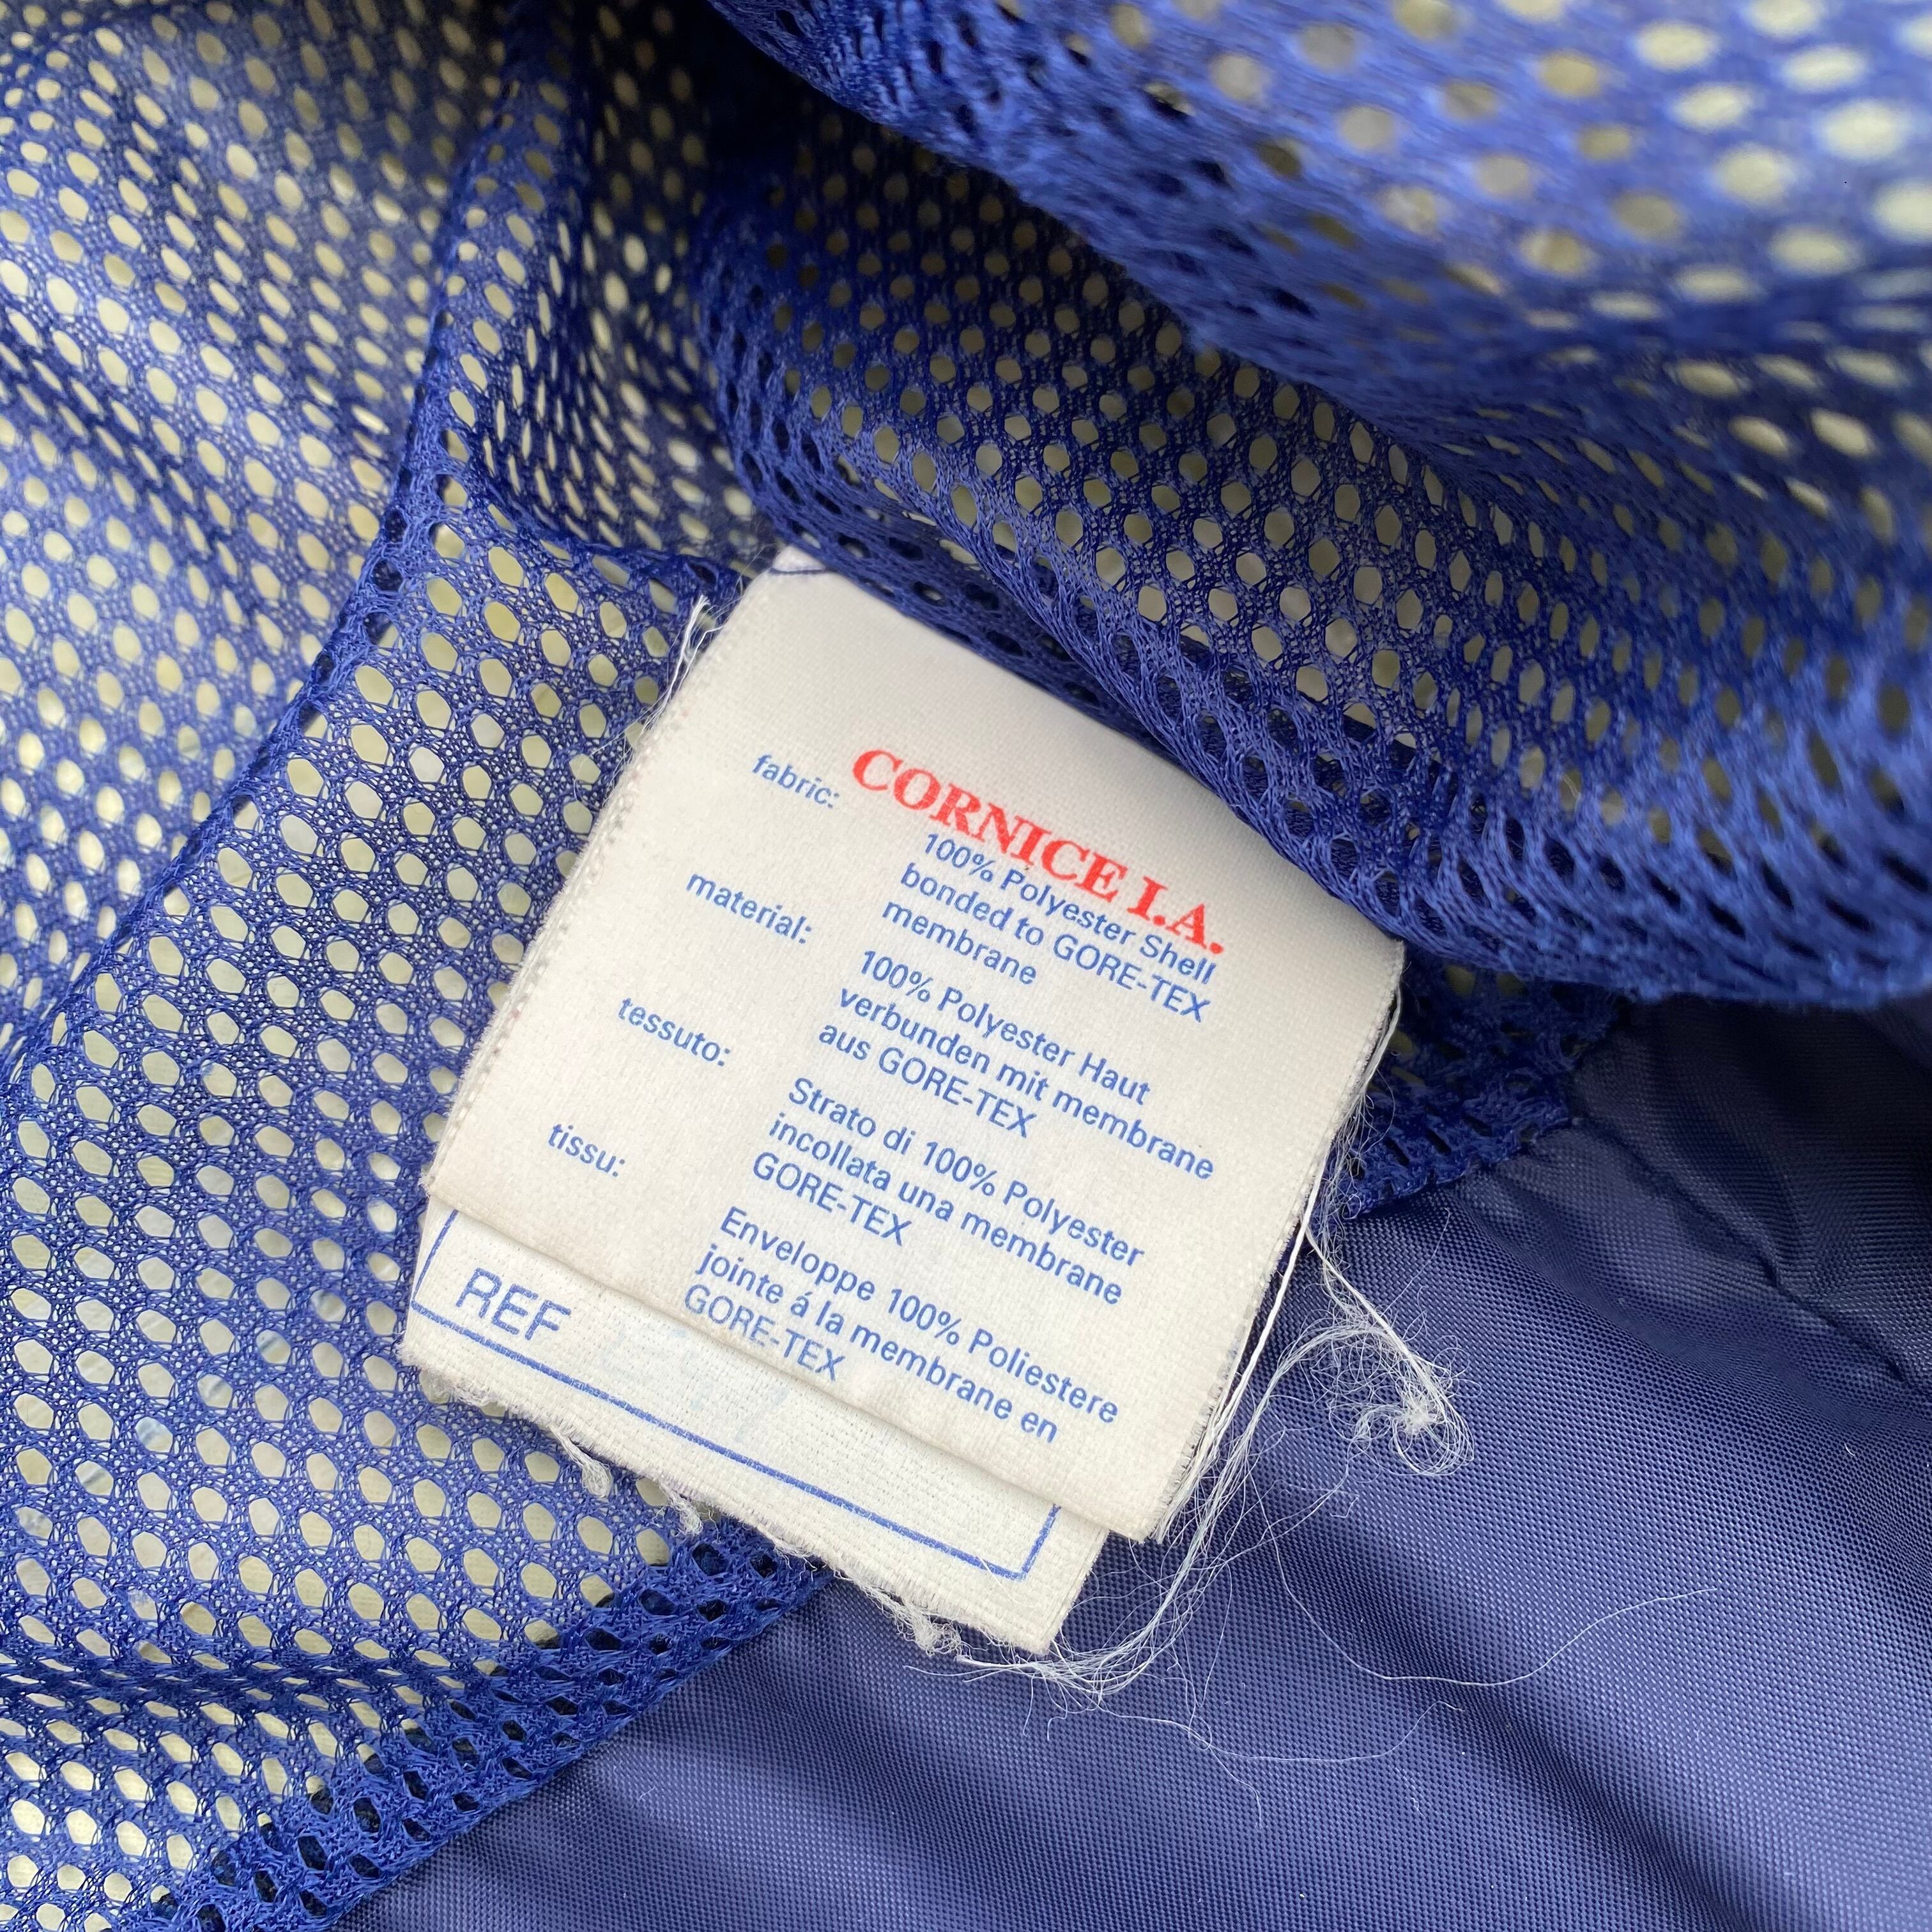 CORNICE I.A.
fabric: 100% Polyester Shell
bonded to GORE-TEX
membrane
material: 100% Polyester Haut
verbunden mit membrane
aus GORE-TEX
tessuto: Strato di 100% Polyester
incollata una membrane
GORE-TEX
tissu: Enveloppe 100% Poliestere
jointe á la membrane en
GORE-TEX
REF